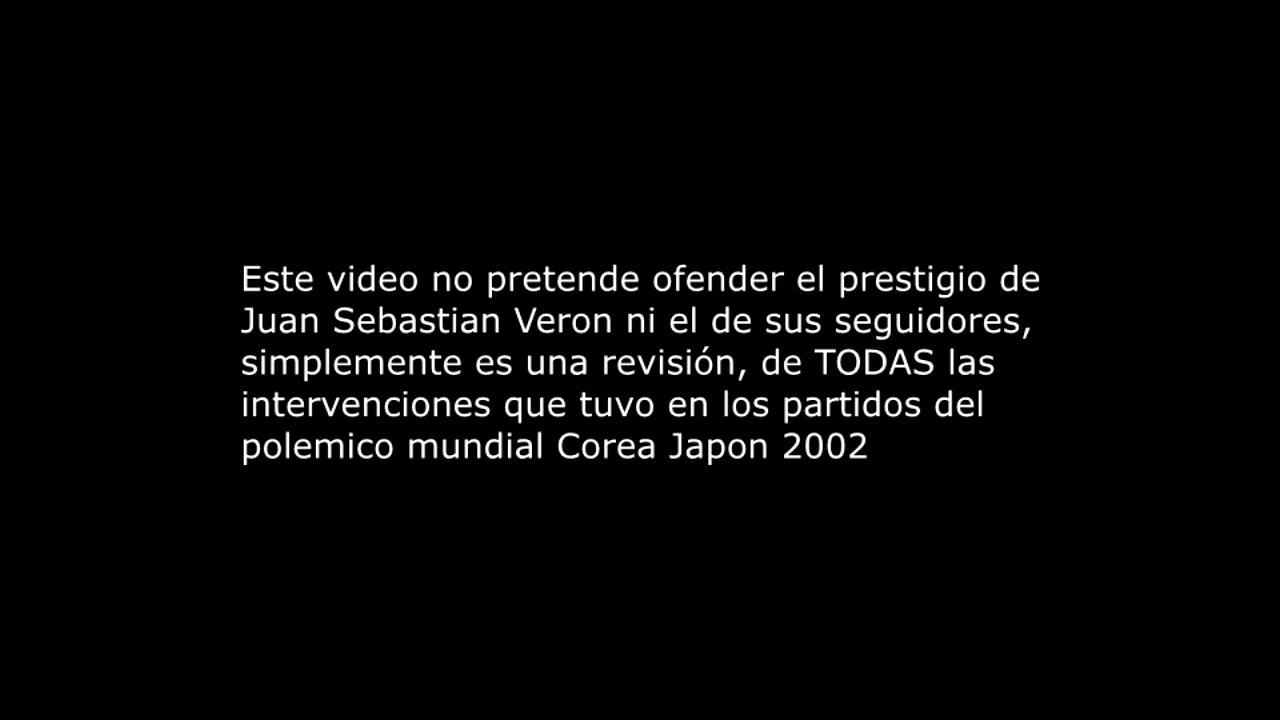 Este video no pretende ofender el prestigio de
Juan Sebastian Veron ni el de sus seguidores,
simplemente es una revisión, de TODAS las
intervenciones que tuvo en los partidos del
polemico mundial Corea Japon 2002